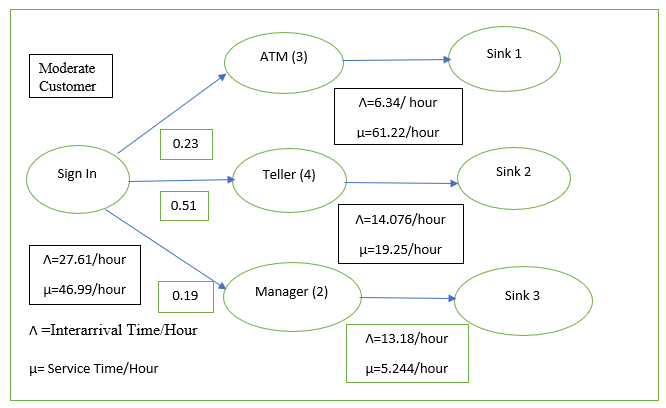 Moderate
Customer
Sign In
ATM (3)
Sink 1
Λ=6.34/ hour
μ=61.22/hour
0.23
Teller (4)
Sink 2
0.51
Λ=14.076/hour
μ=19.25/hour
Λ=27.61/hour
μ=46.99/hour
0.19
Manager (2)
Sink 3
Λ=13.18/hour
μ=5.244/hour
Λ =Interarrival Time/Hour
μ= Service Time/Hour